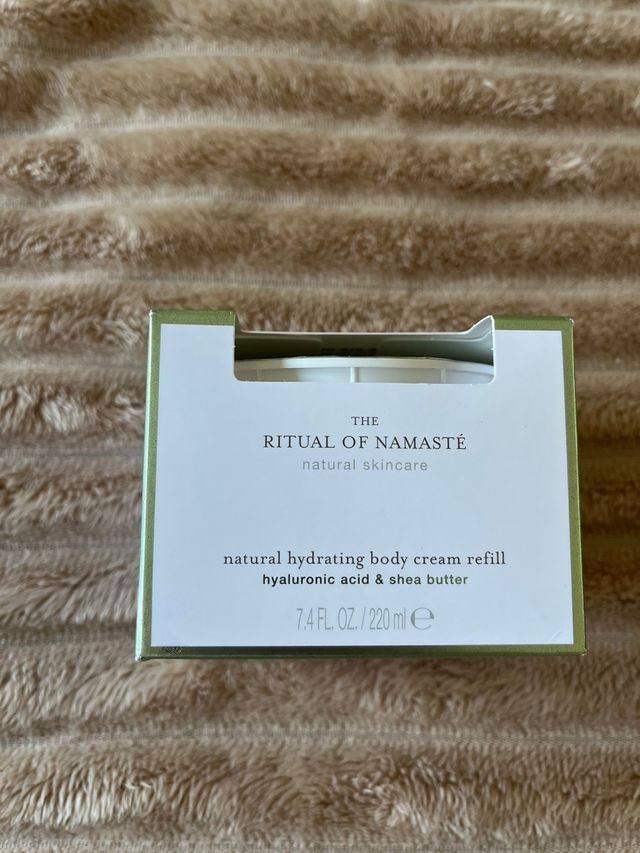 THE
RITUAL OF NAMASTÉ
natural skincare
natural hydrating body cream refill
hyaluronic acid & shea butter
7.4 FL. OZ. / 220 ml ℮